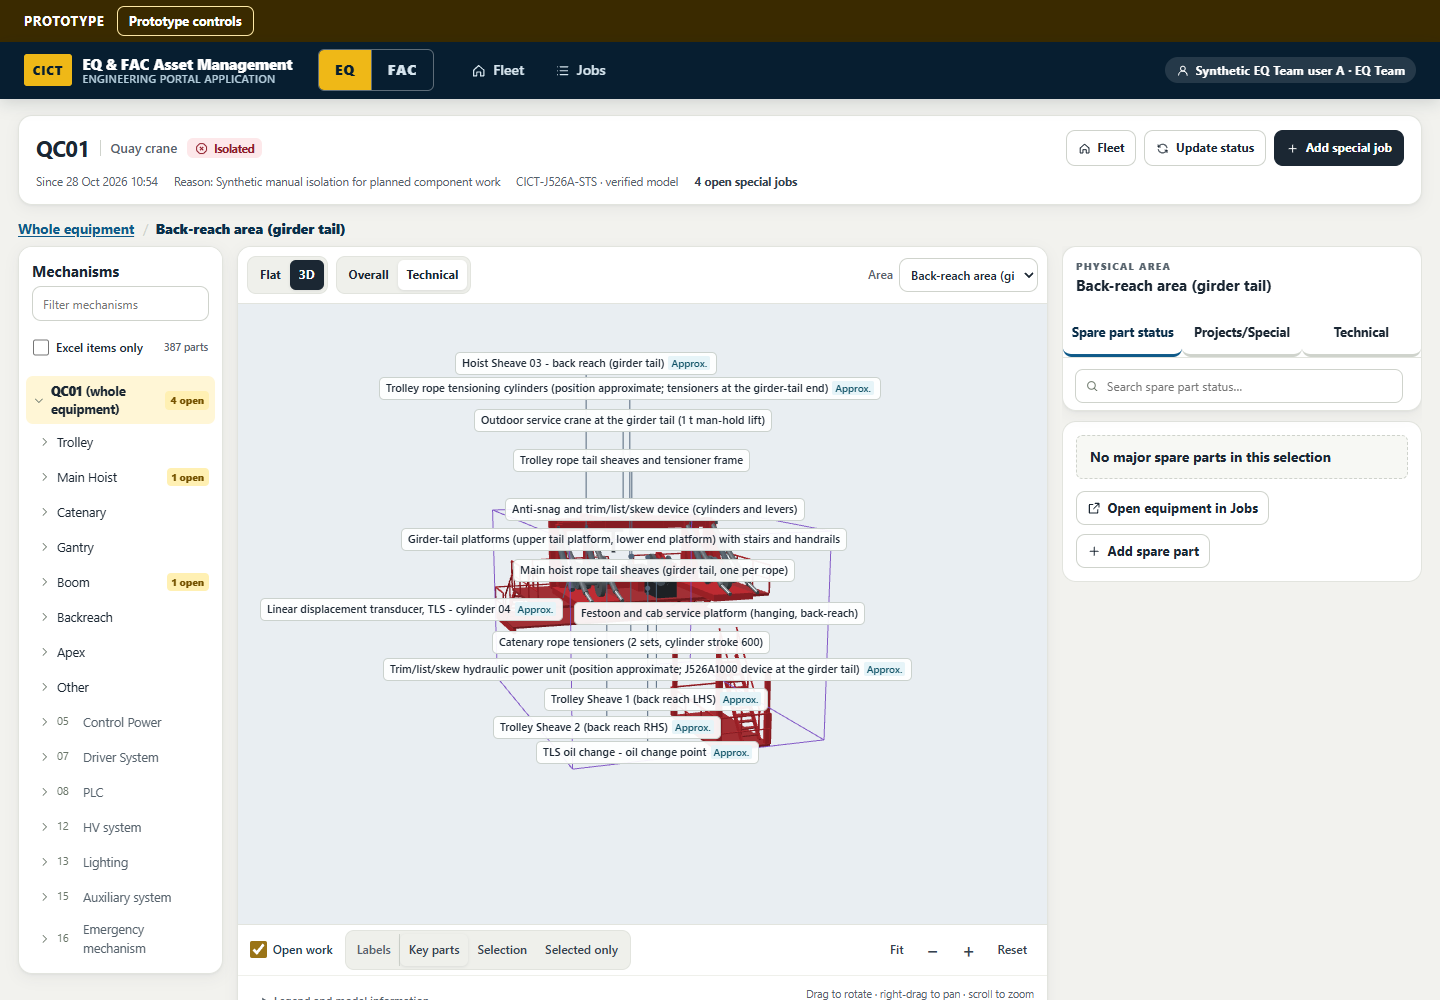 PROTOTYPE Prototype controls
CICT EQ & FAC Asset Management
ENGINEERING PORTAL APPLICATION
EQ FAC Fleet Jobs
Synthetic EQ Team user A · EQ Team
QC01 Quay crane Isolated
Fleet Update status + Add special job
Since 28 Oct 2026 10:54 Reason: Synthetic manual isolation for planned component work CICT-J526A-STS · verified model 4 open special jobs
Whole equipment / Back-reach area (girder tail)
Mechanisms
Filter mechanisms
Excel items only 387 parts
QC01 (whole equipment) 4 open
Trolley
Main Hoist 1 open
Catenary
Gantry
Boom 1 open
Backreach
Apex
Other
05 Control Power
07 Driver System
08 PLC
12 HV system
13 Lighting
15 Auxiliary system
16 Emergency mechanism
Flat 3D Overall Technical
Area Back-reach area (gi
Hoist Sheave 03 - back reach (girder tail) Approx.
Trolley rope tensioning cylinders (position approximate; tensioners at the girder-tail end) Approx.
Outdoor service crane at the girder tail (1 t man-hold lift)
Trolley rope tail sheaves and tensioner frame
Anti-snag and trim/list/skew device (cylinders and levers)
Girder-tail platforms (upper tail platform, lower end platform) with stairs and handrails
Main hoist rope tail sheaves (girder tail, one per rope)
Linear displacement transducer, TLS - cylinder 04 Approx.
Festoon and cab service platform (hanging, back-reach)
Catenary rope tensioners (2 sets, cylinder stroke 600)
Trim/list/skew hydraulic power unit (position approximate; J526A1000 device at the girder tail) Approx.
Trolley Sheave 1 (back reach LHS) Approx.
Trolley Sheave 2 (back reach RHS) Approx.
TLS oil change - oil change point Approx.
Open work Labels Key parts Selection Selected only
Fit − + Reset
Legend and model information
Drag to rotate · right-drag to pan · scroll to zoom
PHYSICAL AREA
Back-reach area (girder tail)
Spare part status Projects/Special Technical
Search spare part status...
No major spare parts in this selection
Open equipment in Jobs
+ Add spare part